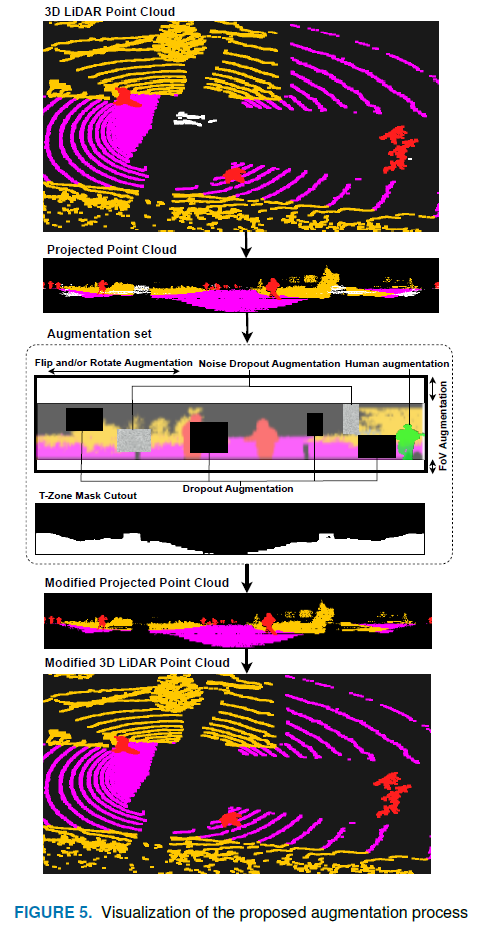 3D LiDAR Point Cloud
Projected Point Cloud
Augmentation set
Flip and/or Rotate Augmentation
Noise Dropout Augmentation
Human augmentation
FoV Augmentation
Dropout Augmentation
T-Zone Mask Cutout
Modified Projected Point Cloud
Modified 3D LiDAR Point Cloud
FIGURE 5. Visualization of the proposed augmentation process